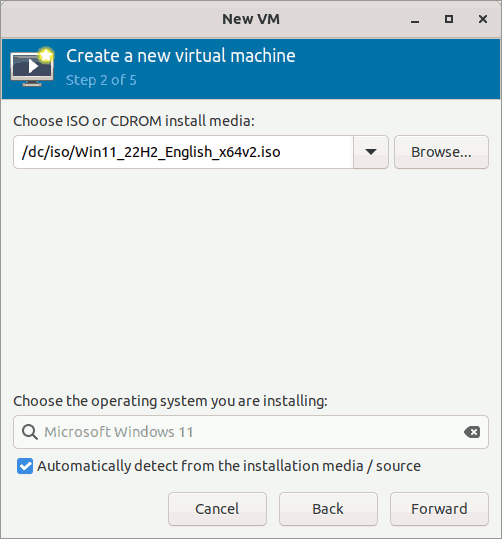 New VM
Create a new virtual machine
Step 2 of 5
Choose ISO or CDROM install media:
/dc/iso/Win11_22H2_English_x64v2.iso
Browse...
Choose the operating system you are installing:
Microsoft Windows 11
Automatically detect from the installation media / source
Cancel
Back
Forward